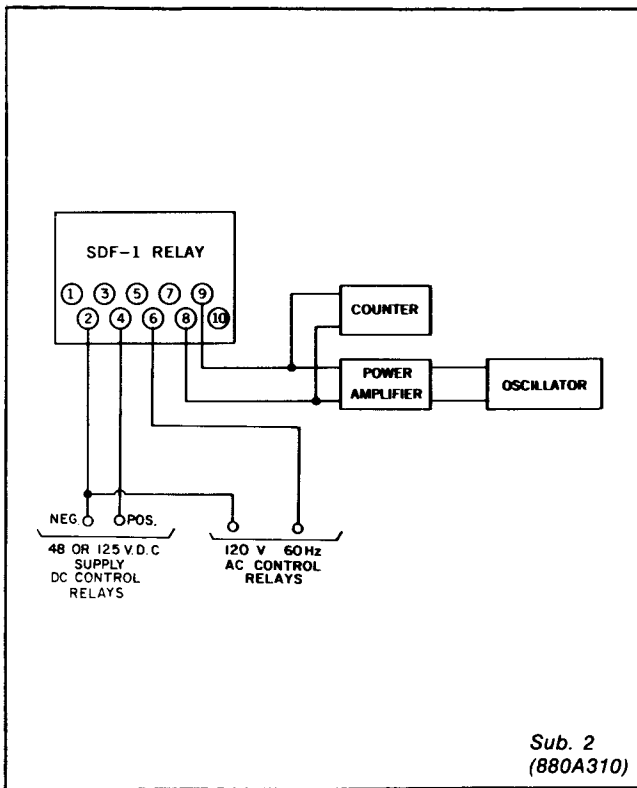 SDF-1 RELAY
1 3 5 7 9
2 4 6 8 10
COUNTER
POWER
AMPLIFIER
OSCILLATOR
NEG. POS.
48 OR 125 V.D.C
SUPPLY
DC CONTROL
RELAYS
120 V 60 Hz
AC CONTROL
RELAYS
Sub. 2
(880A310)